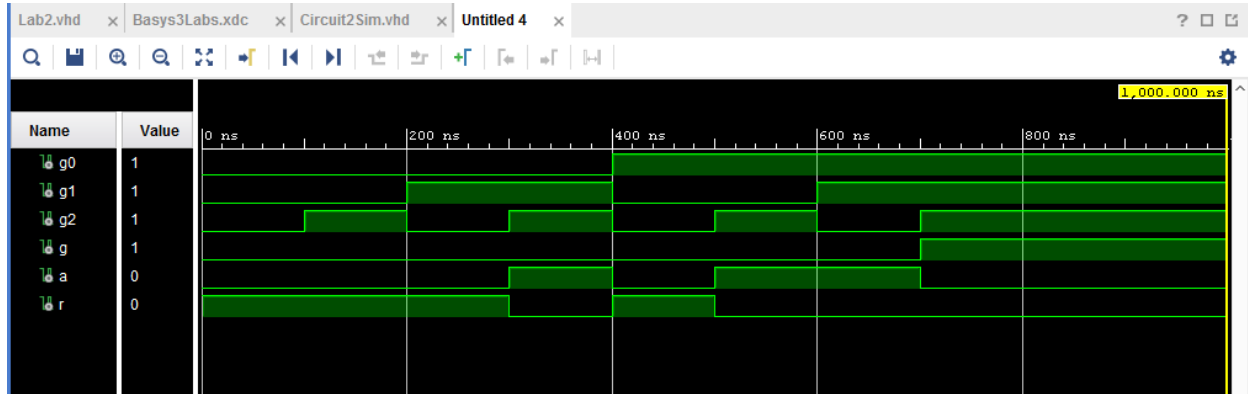 Lab2.vhd × Basys3Labs.xdc × Circuit2Sim.vhd × Untitled 4 ×
1,000.000 ns
Name Value 0 ns 200 ns 400 ns 600 ns 800 ns
g0 1
g1 1
g2 1
g 1
a 0
r 0